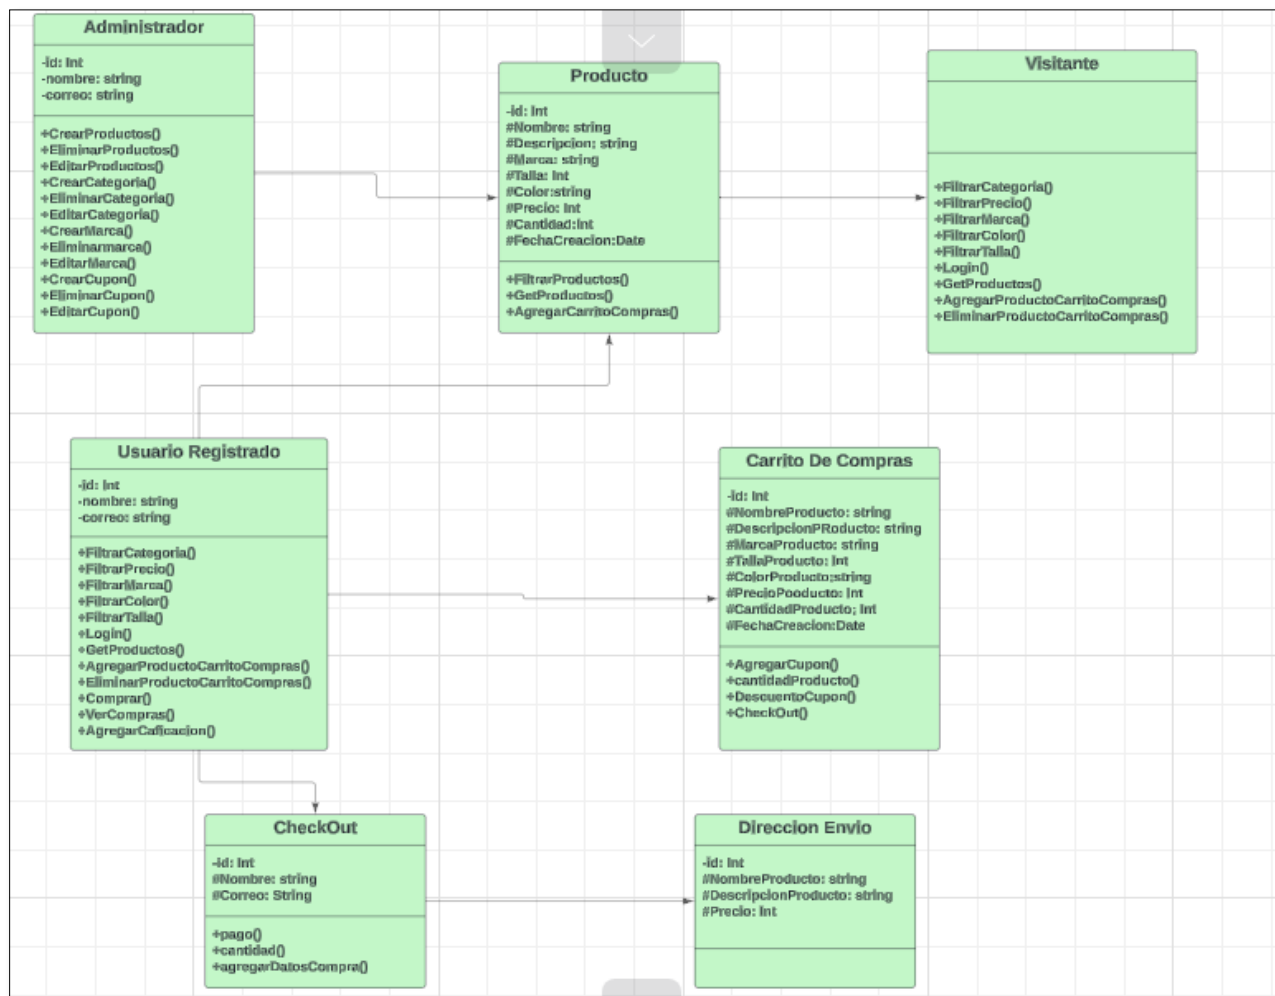 Administrador
-id: Int
-nombre: string
-correo: string
+CrearProductos()
+EliminarProductos()
+EditarProductos()
+CrearCategoria()
+EliminarCategoria()
+EditarCategoria()
+CrearMarca()
+Eliminarmarca()
+EditarMarca()
+CrearCupon()
+EliminarCupon()
+EditarCupon()
Producto
-id: Int
#Nombre: string
#Descripcion; string
#Marca: string
#Talla: Int
#Color:string
#Precio: Int
#Cantidad:Int
#FechaCreacion:Date
+FiltrarProductos()
+GetProductos()
+AgregarCarritoCompras()
Visitante
+FiltrarCategoria()
+FiltrarPrecio()
+FiltrarMarca()
+FiltrarColor()
+FiltrarTalla()
+Login()
+GetProductos()
+AgregarProductoCarritoCompras()
+EliminarProductoCarritoCompras()
Usuario Registrado
-id: Int
-nombre: string
-correo: string
+FiltrarCategoria()
+FiltrarPrecio()
+FiltrarMarca()
+FiltrarColor()
+FiltrarTalla()
+Login()
+GetProductos()
+AgregarProductoCarritoCompras()
+EliminarProductoCarritoCompras()
+Comprar()
+VerCompras()
+AgregarCaficacion()
Carrito De Compras
-id: Int
#NombreProducto: string
#DescripcionPRoducto: string
#MarcaProducto: string
#TallaProducto: Int
#ColorProducto;string
#PrecioPooducto: Int
#CantidadProducto; Int
#FechaCreacion:Date
+AgregarCupon()
+cantidadProducto()
+DescuentoCupon()
+CheckOut()
CheckOut
-id: Int
#Nombre: string
#Correo: String
+pago()
+cantidad()
+agregarDatosCompra()
Direccion Envio
-id: Int
#NombreProducto: string
#DescripcionProducto: string
#Precio: Int